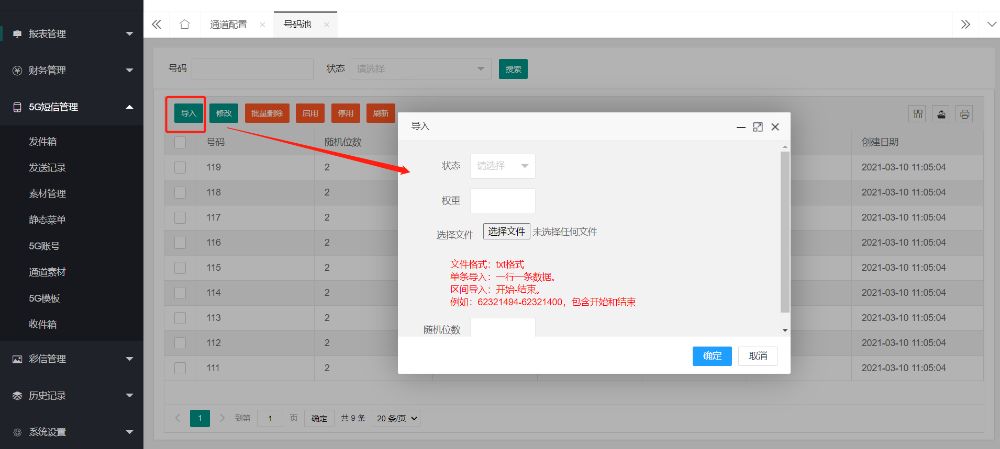 通道配置
号码池
报表管理
财务管理
5G短信管理
发件箱
发送记录
素材管理
静态菜单
5G账号
通道素材
5G模板
收件箱
彩信管理
历史记录
系统设置
号码
状态 请选择 搜索
导入 修改 批量删除 启用 停用 刷新
号码 随机位数 创建日期
119 2 2021-03-10 11:05:04
118 2 2021-03-10 11:05:04
117 2 2021-03-10 11:05:04
116 2 2021-03-10 11:05:04
115 2 2021-03-10 11:05:04
114 2 2021-03-10 11:05:04
113 2 2021-03-10 11:05:04
112 2 2021-03-10 11:05:04
111 2 2021-03-10 11:05:04
1 到第 1 页 确定 共 9 条 20 条/页
导入
状态 请选择
权重
选择文件 选择文件 未选择任何文件
文件格式：txt格式
单条导入：一行一条数据。
区间导入：开始-结束。
例如：62321494-62321400，包含开始和结束
随机位数
确定 取消